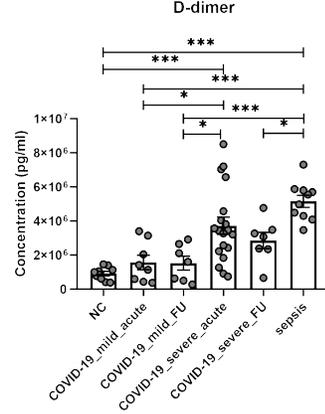 D-dimer
***
***
***
*
***
*
*
Concentration (pg/ml)
1×10⁷
8×10⁶
6×10⁶
4×10⁶
2×10⁶
0
NC
COVID-19_mild_acute
COVID-19_mild_FU
COVID-19_severe_acute
COVID-19_severe_FU
sepsis